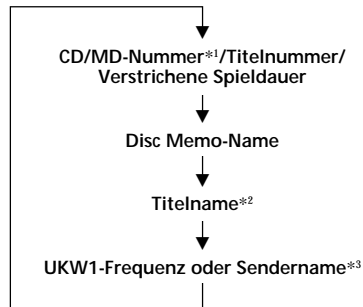 CD/MD-Nummer*1/Titelnummer/
Verstrichene Spieldauer
Disc Memo-Name
Titelname*2
UKW1-Frequenz oder Sendername*3